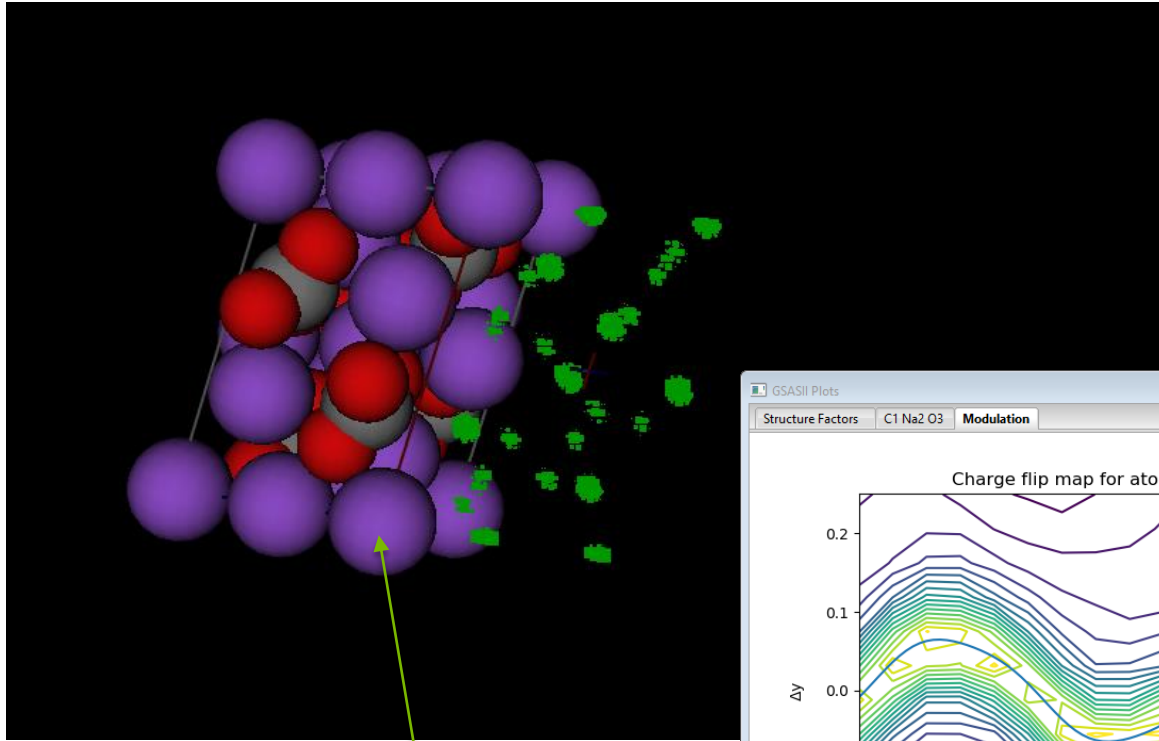 GSASII Plots
Structure Factors
C1 Na2 O3
Modulation
Charge flip map for ato
0.2
0.1
0.0
Δy